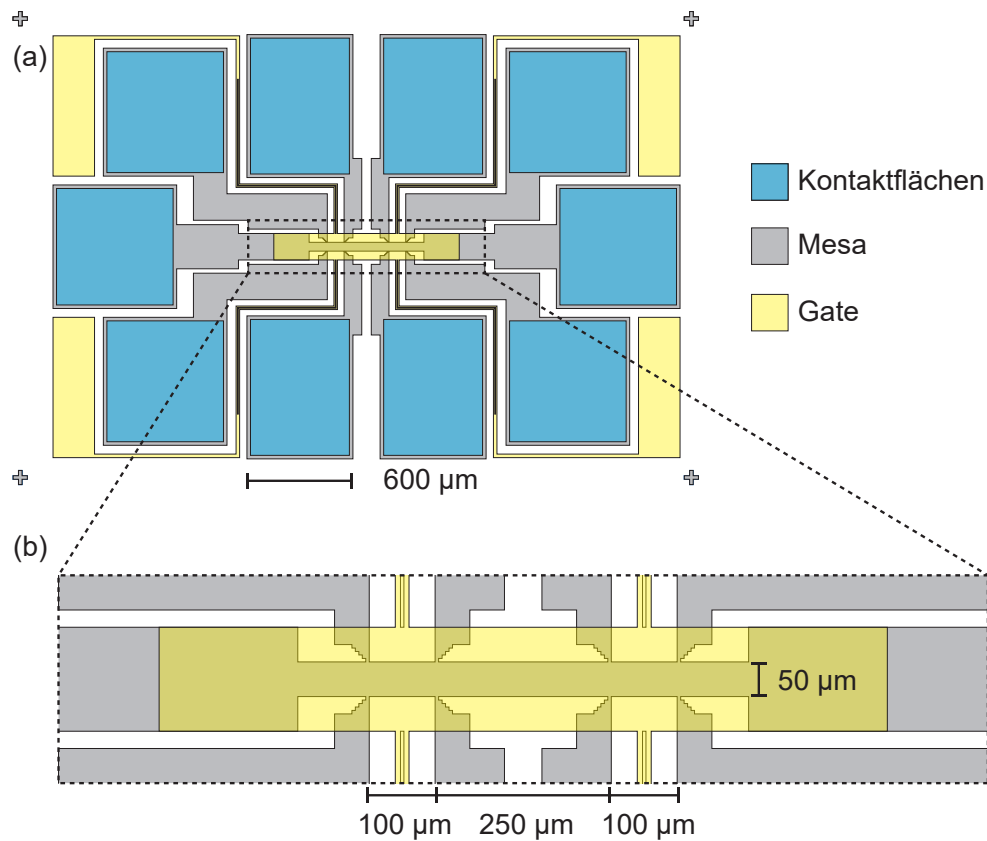 (a)
Kontaktflächen
Mesa
Gate
600 µm
(b)
50 µm
100 µm 250 µm 100 µm